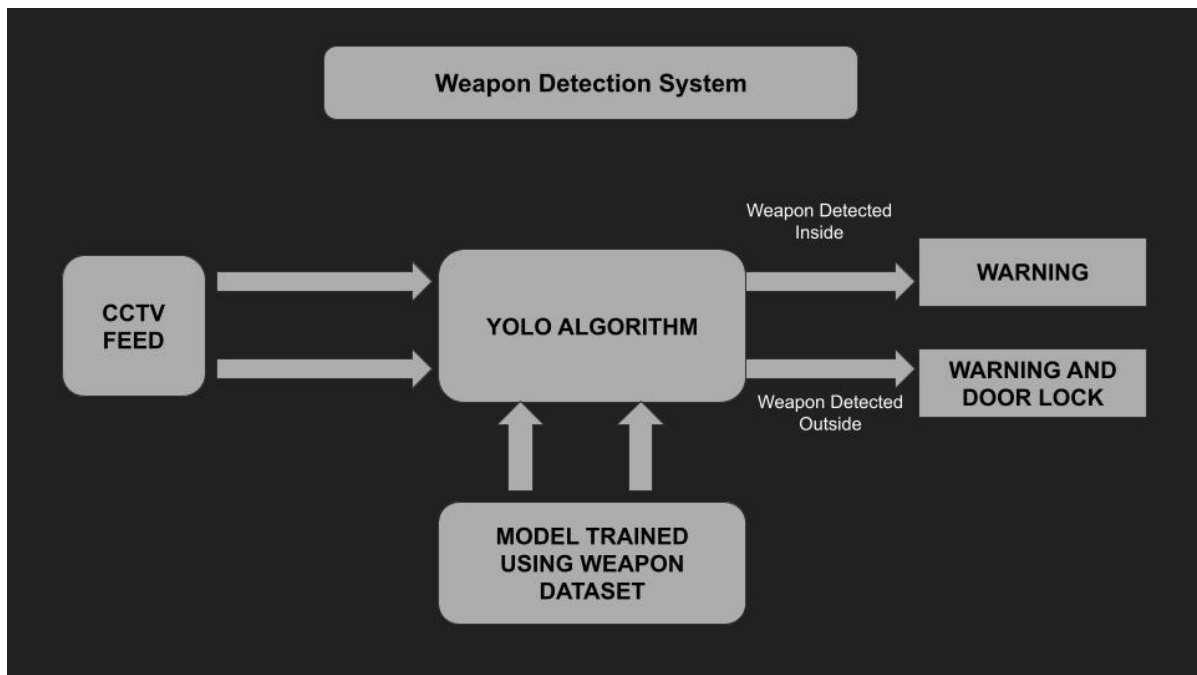 Weapon Detection System
Weapon Detected
Inside
CCTV
FEED
YOLO ALGORITHM
WARNING
WARNING AND
DOOR LOCK
Weapon Detected
Outside
MODEL TRAINED
USING WEAPON
DATASET